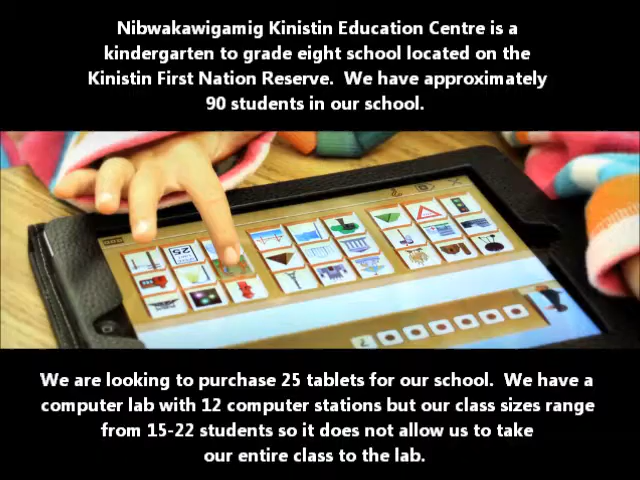 Nibwakawigamig Kinistin Education Centre is a
kindergarten to grade eight school located on the
Kinistin First Nation Reserve. We have approximately
90 students in our school.
We are looking to purchase 25 tablets for our school. We have a
computer lab with 12 computer stations but our class sizes range
from 15-22 students so it does not allow us to take
our entire class to the lab.